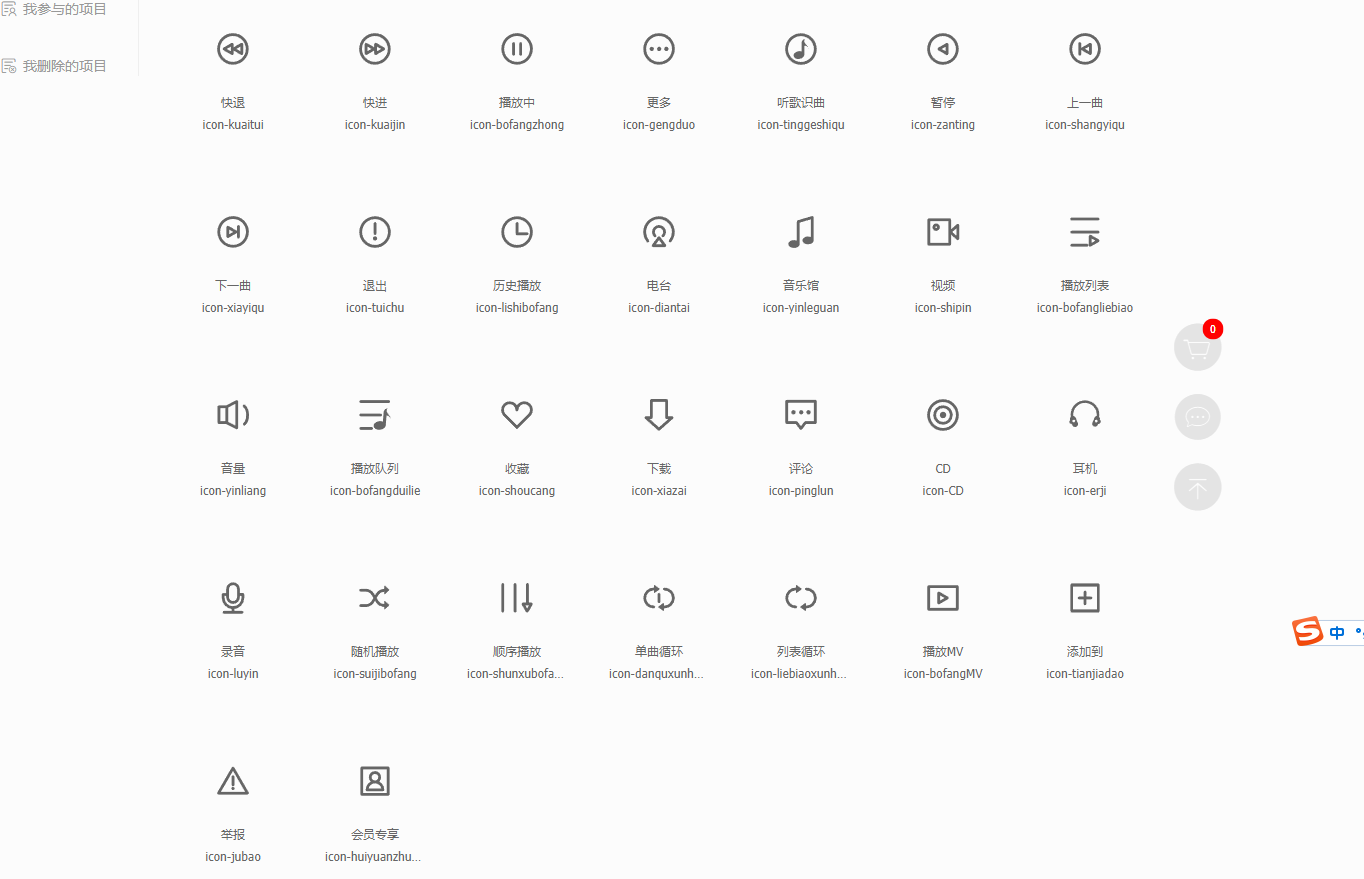 我参与的项目
我删除的项目
快退 快进 播放中 更多 听歌识曲 暂停 上一曲
icon-kuaitui icon-kuaijin icon-bofangzhong icon-gengduo icon-tinggeshiqu icon-zanting icon-shangyiqu
下一曲 退出 历史播放 电台 音乐馆 视频 播放列表
icon-xiayiqu icon-tuichu icon-lishibofang icon-diantai icon-yinleguan icon-shipin icon-bofangliebiao
0
音量 播放队列 收藏 下载 评论 CD 耳机
icon-yinliang icon-bofangduilie icon-shoucang icon-xiazai icon-pinglun icon-CD icon-erji
中
录音 随机播放 顺序播放 单曲循环 列表循环 播放MV 添加到
icon-luyin icon-suijibofang icon-shunxubofa... icon-danquxunh... icon-liebiaoxunh... icon-bofangMV icon-tianjiadao
举报 会员专享
icon-jubao icon-huiyuanzhu...